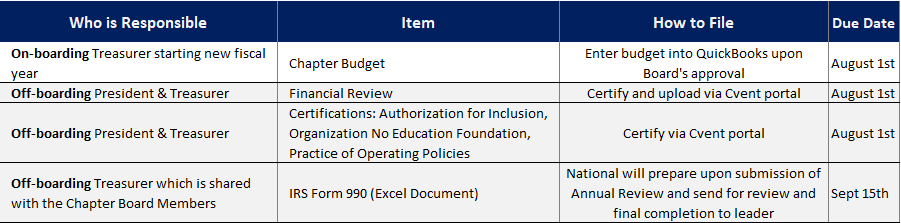 Who is Responsible Item How to File Due Date
On-boarding Treasurer starting new fiscal
year
Chapter Budget
Enter budget into QuickBooks upon
Board's approval
August 1st
Off-boarding President & Treasurer Financial Review Certify and upload via Cvent portal August 1st
Off-boarding President & Treasurer
Certifications: Authorization for Inclusion,
Organization No Education Foundation,
Practice of Operating Policies
Certify via Cvent portal
August 1st
Off-boarding Treasurer which is shared
with the Chapter Board Members
IRS Form 990 (Excel Document)
National will prepare upon submission of
Annual Review and send for review and
final completion to leader
Sept 15th